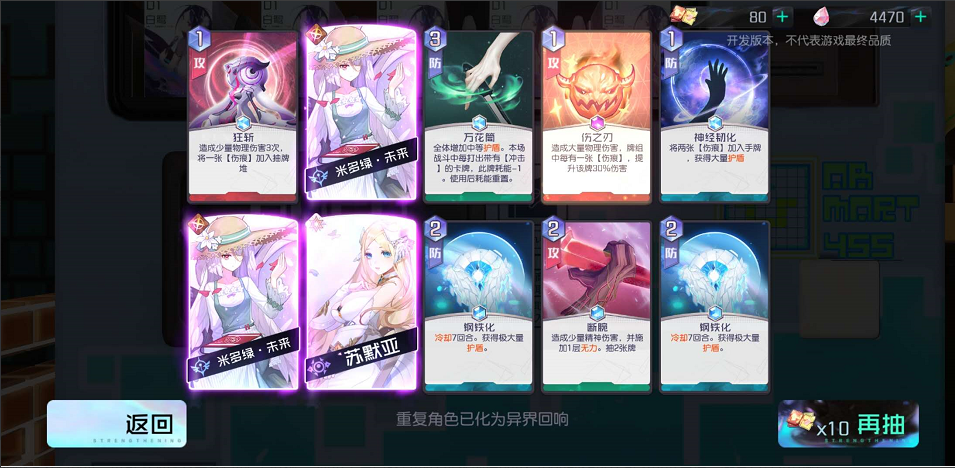 80
4470
开发版本，不代表游戏最终品质
1
攻
狂斩
造成少量物理伤害3次，
将一张【伤痕】加入抽牌
堆
米多绿·未来
3
防
万花筒
全体增加中等护盾。本场
战斗中每打出带有【冲击
】的卡牌，此牌耗能-1
。使用后耗能重置。
1
攻
伤之刃
造成大量物理伤害，牌组
中每有一张【伤痕】，提
升该牌30%伤害
1
防
神经韧化
将两张【伤痕】加入手牌
，获得大量护盾
米多绿·未来
苏默亚
2
防
钢铁化
冷却7回合。获得极大量
护盾。
2
攻
断腕
造成少量精神伤害，并施
加1层无力。抽2张牌
2
防
钢铁化
冷却7回合。获得极大量
护盾。
AR
MART
455
返回
STRENGTHENING
重复角色已化为异界回响
x10 再抽
STRENGTHENING